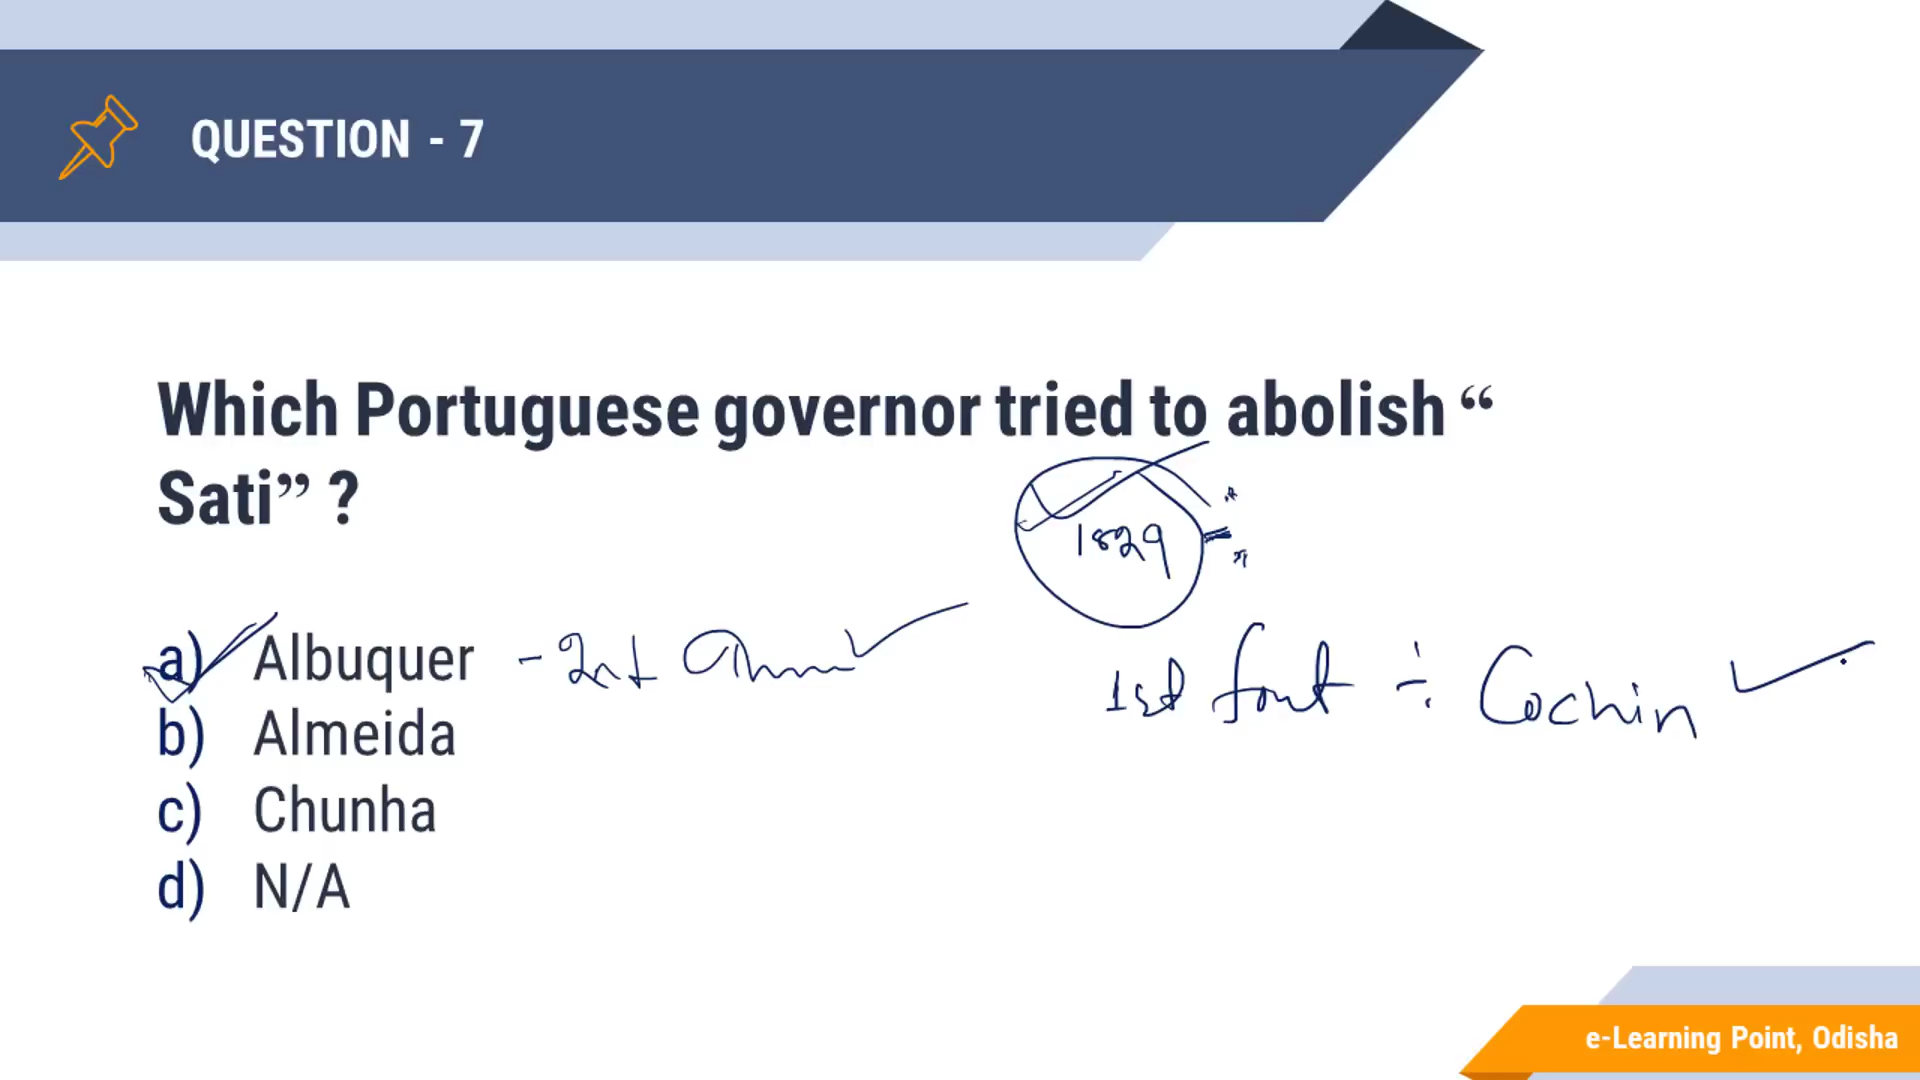 QUESTION - 7
Which Portuguese governor tried to abolish “
Sati” ?
1829
a) Albuquer - 2nd
1st fort ÷ Cochin
b) Almeida
c) Chunha
d) N/A
e-Learning Point, Odisha